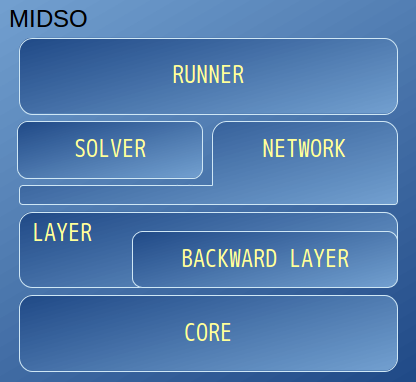 MIDSO
RUNNER
SOLVER
NETWORK
LAYER
BACKWARD LAYER
CORE